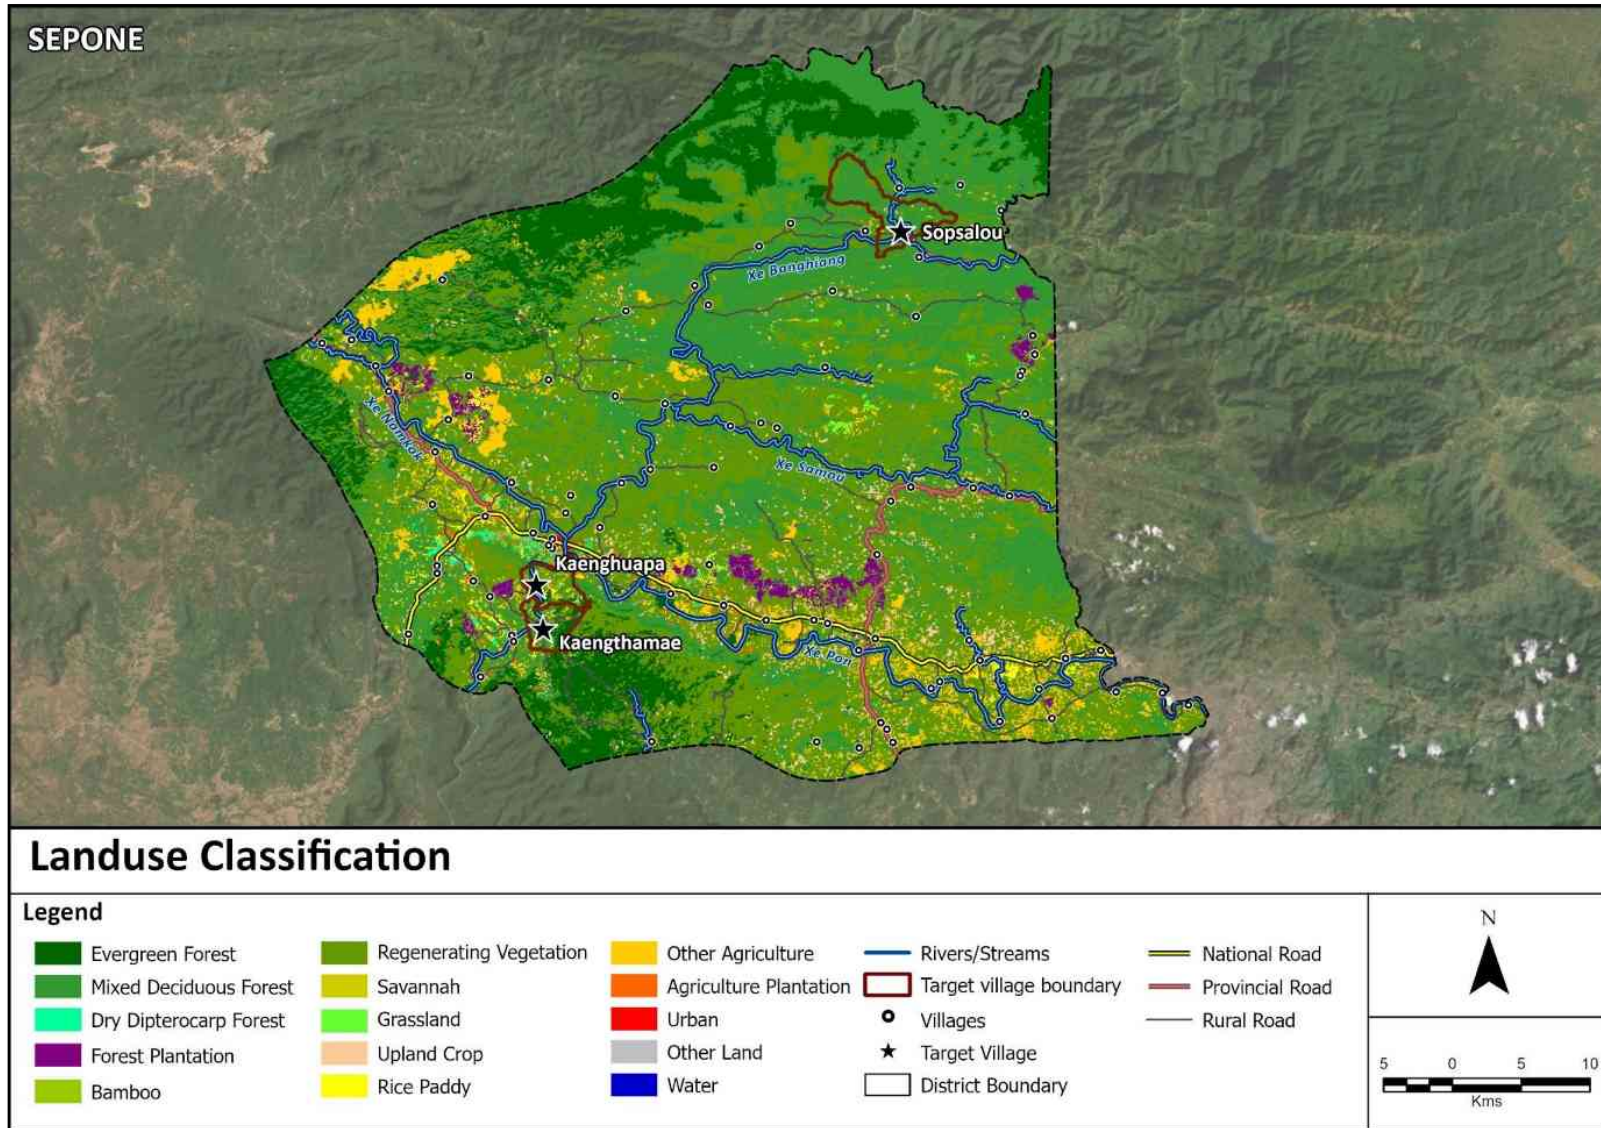 SEPONE
Sopsalou
Xe Banghiang
Xe Namkok
Xe Samou
Kaenghuapa
Kaengthamae
Xe Pon
Landuse Classification
Legend
Evergreen Forest
Mixed Deciduous Forest
Dry Dipterocarp Forest
Forest Plantation
Bamboo
Regenerating Vegetation
Savannah
Grassland
Upland Crop
Rice Paddy
Other Agriculture
Agriculture Plantation
Urban
Other Land
Water
Rivers/Streams
Target village boundary
Villages
Target Village
District Boundary
National Road
Provincial Road
Rural Road
N
5 0 5 10
Kms